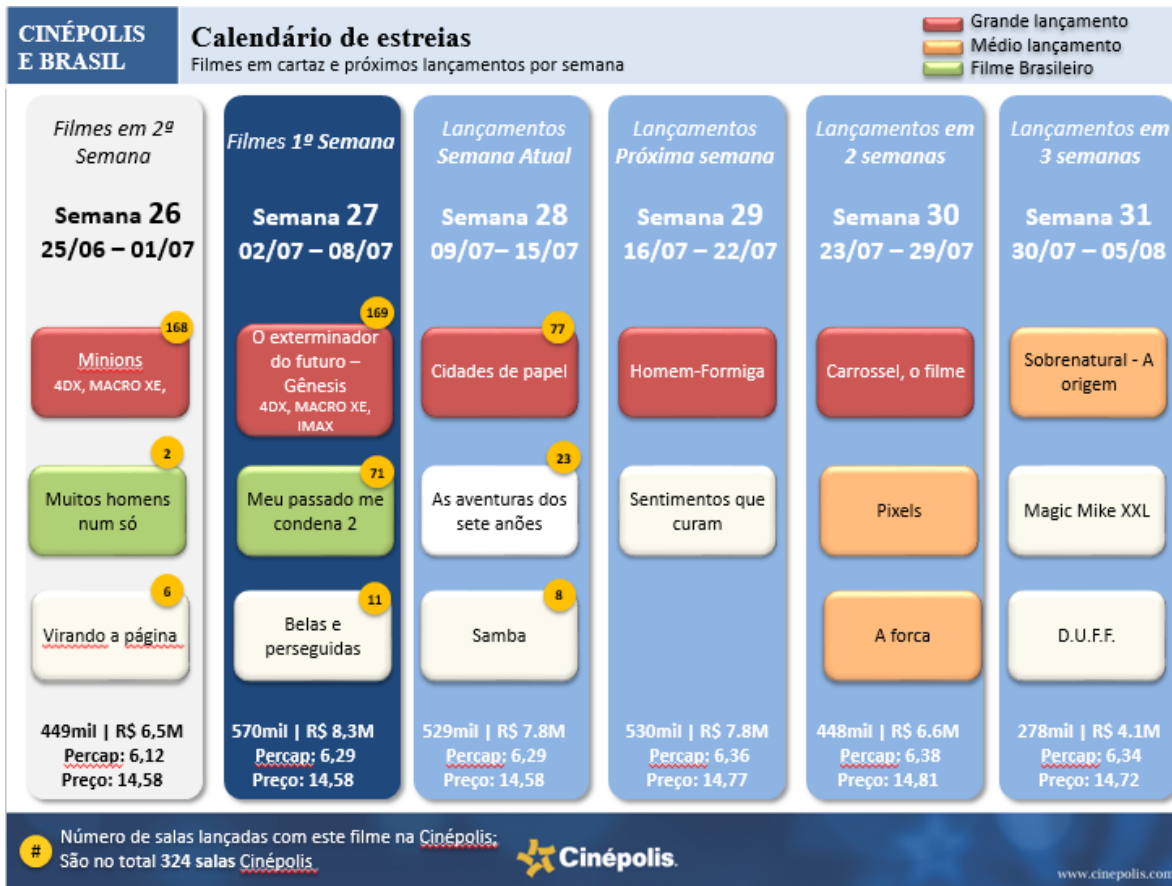 CINÉPOLIS
E BRASIL
Calendário de estreias
Filmes em cartaz e próximos lançamentos por semana
Grande lançamento
Médio lançamento
Filme Brasileiro
Filmes em 2ª
Semana
Semana 26
25/06 – 01/07
168
Minions
4DX, MACRO XE,
2
Muitos homens
num só
6
Virando a página
449mil | R$ 6,5M
Percap: 6,12
Preço: 14,58
Filmes 1º Semana
Semana 27
02/07 – 08/07
169
O exterminador
do futuro –
Gênesis
4DX, MACRO XE,
IMAX
71
Meu passado me
condena 2
11
Belas e
perseguidas
570mil | R$ 8,3M
Percap: 6,29
Preço: 14,58
Lançamentos
Semana Atual
Semana 28
09/07– 15/07
77
Cidades de papel
23
As aventuras dos
sete anões
8
Samba
529mil | R$ 7.8M
Percap: 6,29
Preço: 14,58
Lançamentos
Próxima semana
Semana 29
16/07 – 22/07
Homem-Formiga
Sentimentos que
curam
530mil | R$ 7.8M
Percap: 6,36
Preço: 14,77
Lançamentos em
2 semanas
Semana 30
23/07 – 29/07
Carrossel, o filme
Pixels
A forca
448mil | R$ 6.6M
Percap: 6,38
Preço: 14,81
Lançamentos em
3 semanas
Semana 31
30/07 – 05/08
Sobrenatural - A
origem
Magic Mike XXL
D.U.F.F.
278mil | R$ 4.1M
Percap: 6,34
Preço: 14,72
# Número de salas lançadas com este filme na Cinépolis;
São no total 324 salas Cinépolis
Cinépolis.
www.cinepolis.com